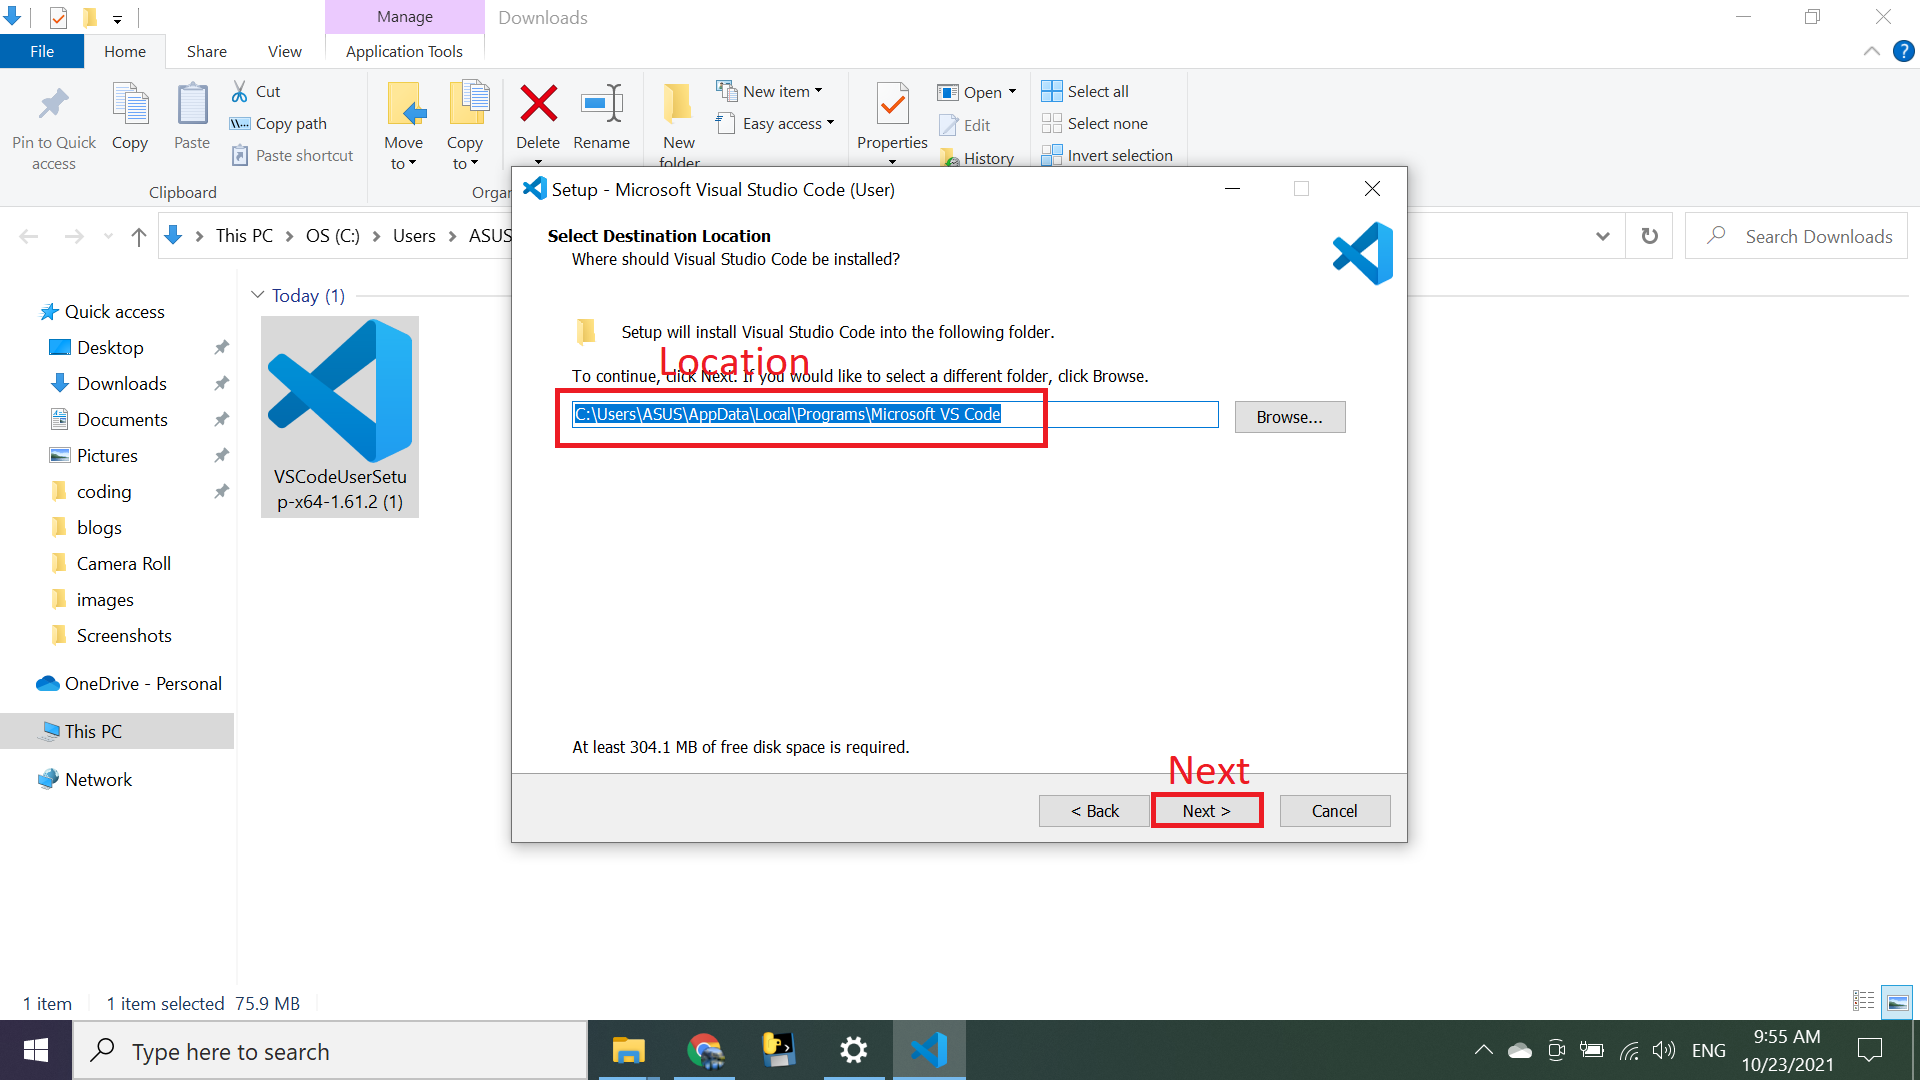 Manage
Downloads
File
Home
Share
View
Application Tools
Pin to Quick access
Copy
Paste
Cut
Copy path
Paste shortcut
Clipboard
Move to
Copy to
Delete
Rename
Organ
New folder
New item
Easy access
Properties
Open
Edit
History
Select all
Select none
Invert selection
This PC
OS (C:)
Users
ASUS
Search Downloads
Quick access
Desktop
Downloads
Documents
Pictures
coding
blogs
Camera Roll
images
Screenshots
OneDrive - Personal
This PC
Network
Today (1)
VSCodeUserSetu
p-x64-1.61.2 (1)
Setup - Microsoft Visual Studio Code (User)
Select Destination Location
Where should Visual Studio Code be installed?
Setup will install Visual Studio Code into the following folder.
Location
To continue, click Next. If you would like to select a different folder, click Browse.
C:\Users\ASUS\AppData\Local\Programs\Microsoft VS Code
Browse...
At least 304.1 MB of free disk space is required.
Next
< Back
Next >
Cancel
1 item
1 item selected 75.9 MB
Type here to search
ENG
9:55 AM
10/23/2021